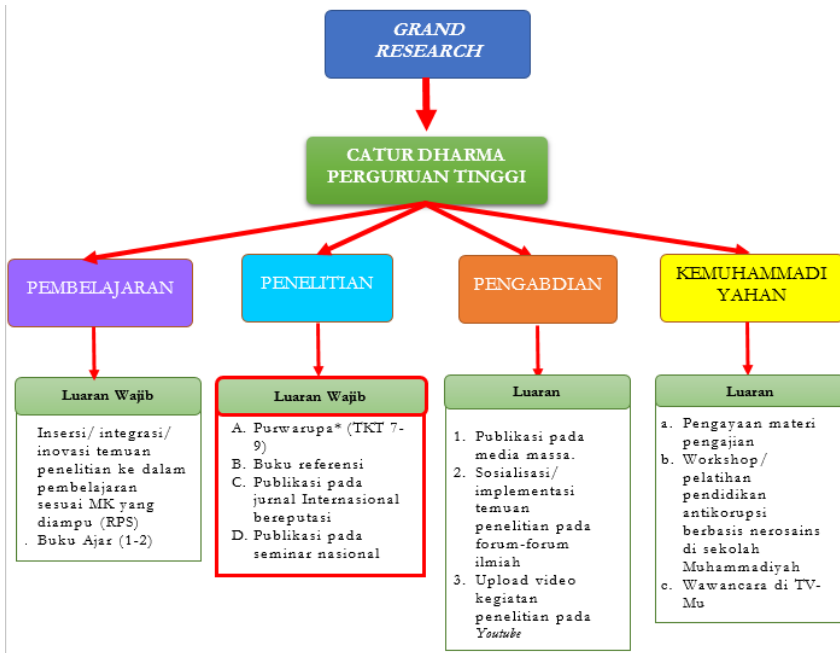 GRAND
RESEARCH
CATUR DHARMA
PERGURUAN TINGGI
PEMBELAJARAN
PENELITIAN
PENGABDIAN
KEMUHAMMADI
YAHAN
Luaran Wajib
Insersi/ integrasi/
inovasi temuan
penelitian ke dalam
pembelajaran
sesuai MK yang
diampu (RPS)
. Buku Ajar (1-2)
Luaran Wajib
A. Purwarupa* (TKT 7-
9)
B. Buku referensi
C. Publikasi pada
jurnal Internasional
bereputasi
D. Publikasi pada
seminar nasional
Luaran
1. Publikasi pada
media massa.
2. Sosialisasi/
implementasi
temuan
penelitian pada
forum-forum
ilmiah
3. Upload video
kegiatan
penelitian pada
Youtube
Luaran
a. Pengayaan materi
pengajian
b. Workshop/
pelatihan
pendidikan
antikorupsi
berbasis nerosains
di sekolah
Muhammadiyah
c. Wawancara di TV-
Mu